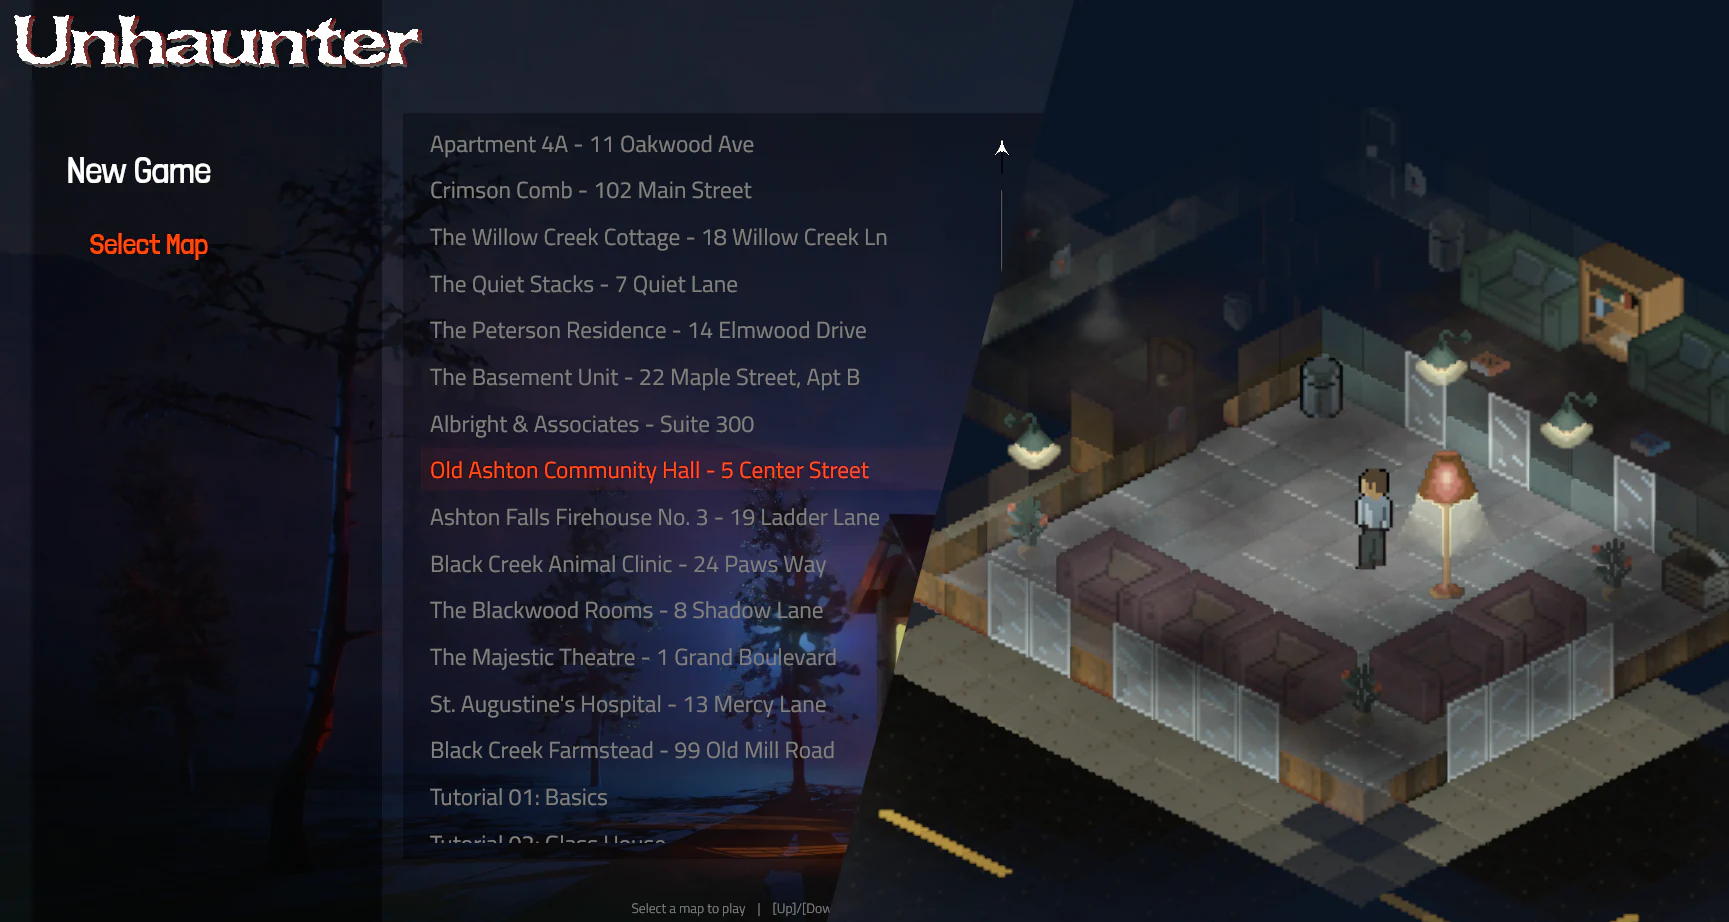 Unhaunter
New Game
Select Map
Apartment 4A - 11 Oakwood Ave
Crimson Comb - 102 Main Street
The Willow Creek Cottage - 18 Willow Creek Ln
The Quiet Stacks - 7 Quiet Lane
The Peterson Residence - 14 Elmwood Drive
The Basement Unit - 22 Maple Street, Apt B
Albright & Associates - Suite 300
Old Ashton Community Hall - 5 Center Street
Ashton Falls Firehouse No. 3 - 19 Ladder Lane
Black Creek Animal Clinic - 24 Paws Way
The Blackwood Rooms - 8 Shadow Lane
The Majestic Theatre - 1 Grand Boulevard
St. Augustine's Hospital - 13 Mercy Lane
Black Creek Farmstead - 99 Old Mill Road
Tutorial 01: Basics
Tutorial 02: Glass House
Select a map to play | [Up]/[Dow